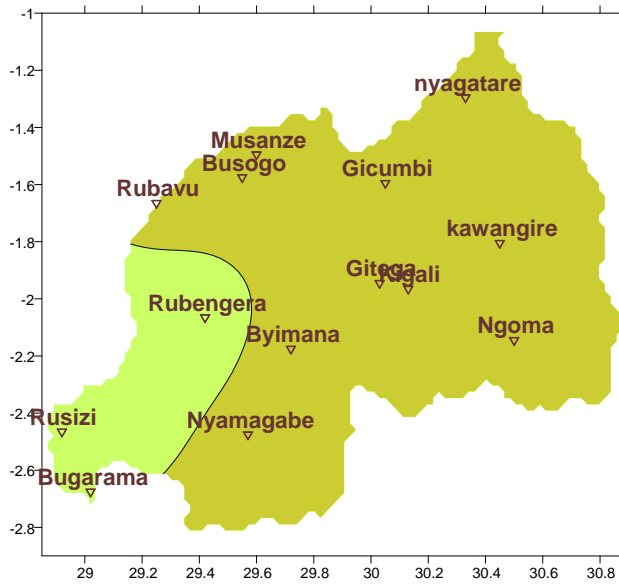 -1
-1.2
-1.4
-1.6
-1.8
-2
-2.2
-2.4
-2.6
-2.8
nyagatare
Musanze
Busogo
Gicumbi
Rubavu
kawangire
Gitega
Kigali
Rubengera
Ngoma
Byimana
Rusizi
Nyamagabe
Bugarama
29 29.2 29.4 29.6 29.8 30 30.2 30.4 30.6 30.8